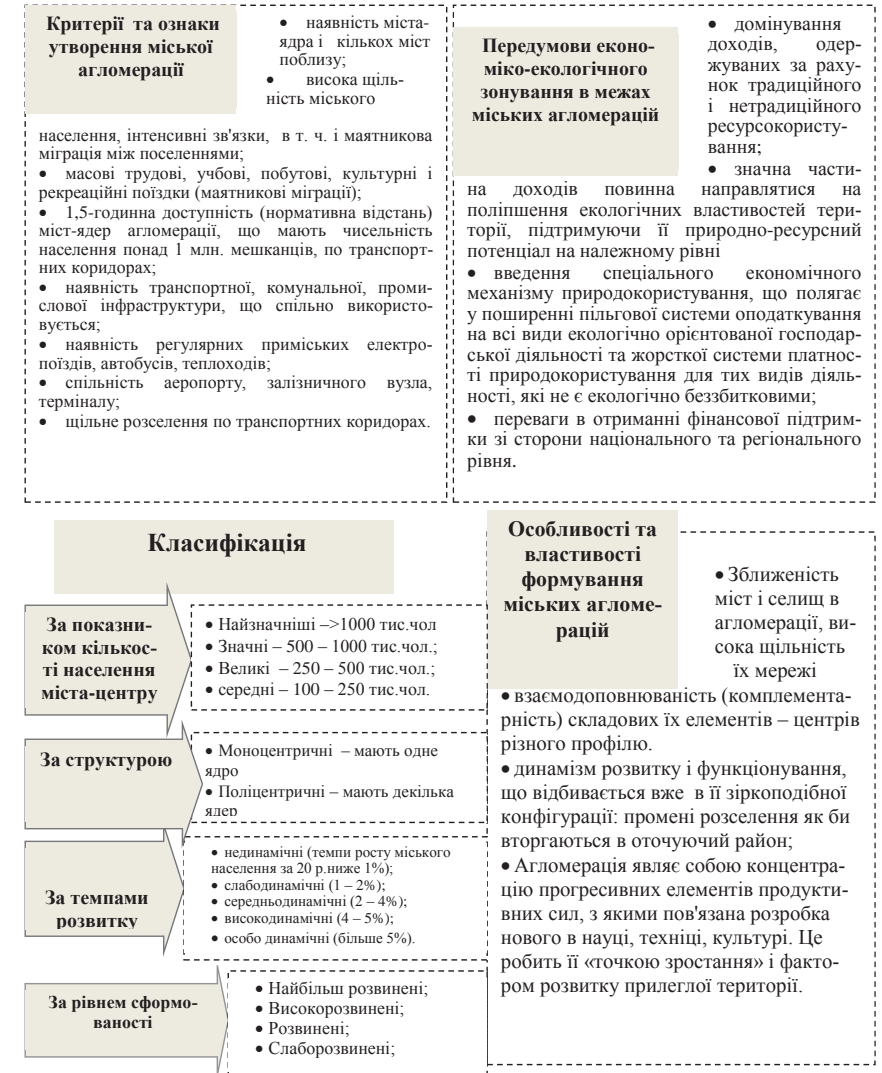 Критерії та ознаки
утворення міської
агломерації
• наявність міста-
ядра і кількох міст
поблизу;
• висока щіль-
ність міського
населення, інтенсивні зв'язки, в т. ч. і маятникова
міграція між поселеннями;
• масові трудові, учбові, побутові, культурні і
рекреаційні поїздки (маятникові міграції);
• 1,5-годинна доступність (нормативна відстань)
міст-ядер агломерації, що мають чисельність
населення понад 1 млн. мешканців, по транспорт-
них коридорах;
• наявність транспортної, комунальної, проми-
слової інфраструктури, що спільно використо-
вується;
• наявність регулярних приміських електро-
поїздів, автобусів, теплоходів;
• спільність аеропорту, залізничного вузла,
терміналу;
• щільне розселення по транспортних коридорах.
Передумови еконо-
міко-екологічного
зонування в межах
міських агломерацій
• домінування
доходів, одер-
жуваних за раху-
нок традиційного
і нетрадиційного
ресурсокористу-
вання;
• значна части-
на доходів повинна направлятися на
поліпшення екологічних властивостей тери-
торії, підтримуючи її природно-ресурсний
потенціал на належному рівні
• введення спеціального економічного
механізму природокористування, що полягає
у поширенні пільгової системи оподаткування
на всі види екологічно орієнтованої господар-
ської діяльності та жорсткої системи платнос-
ті природокористування для тих видів діяль-
ності, які не є екологічно беззбитковими;
• переваги в отриманні фінансової підтрим-
ки зі сторони національного та регіонального
рівня.
Класифікація
За показни-
ком кількос-
ті населення
міста-центру
• Найзначніші –>1000 тис.чол
• Значні – 500 – 1000 тис.чол.;
• Великі – 250 – 500 тис.чол.;
• середні – 100 – 250 тис.чол.
За структурою
• Моноцентричні – мають одне
ядро
• Поліцентричні – мають декілька
ядер
За темпами
розвитку
• нединамічні (темпи росту міського
населення за 20 р.ниже 1%);
• слабодинамічні (1 – 2%);
• середньодинамічні (2 – 4%);
• високодинамічні (4 – 5%);
• особо динамічні (більше 5%).
За рівнем сформо-
ваності
• Найбільш розвинені;
• Високорозвинені;
• Розвинені;
• Слаборозвинені;
Особливості та
властивості
формування
міських агломе-
рацій
• Зближеність
міст і селищ в
агломерації, ви-
сока щільність
їх мережі
• взаємодоповнюваність (комплемента-
рність) складових їх елементів – центрів
різного профілю.
• динамізм розвитку і функціонування,
що відбивається вже в її зіркоподібної
конфігурації: промені розселення як би
вторгаються в оточуючий район;
• Агломерація являє собою концентра-
цію прогресивних елементів продукти-
вних сил, з якими пов'язана розробка
нового в науці, техніці, культурі. Це
робить її «точкою зростання» і факто-
ром розвитку прилеглої території.